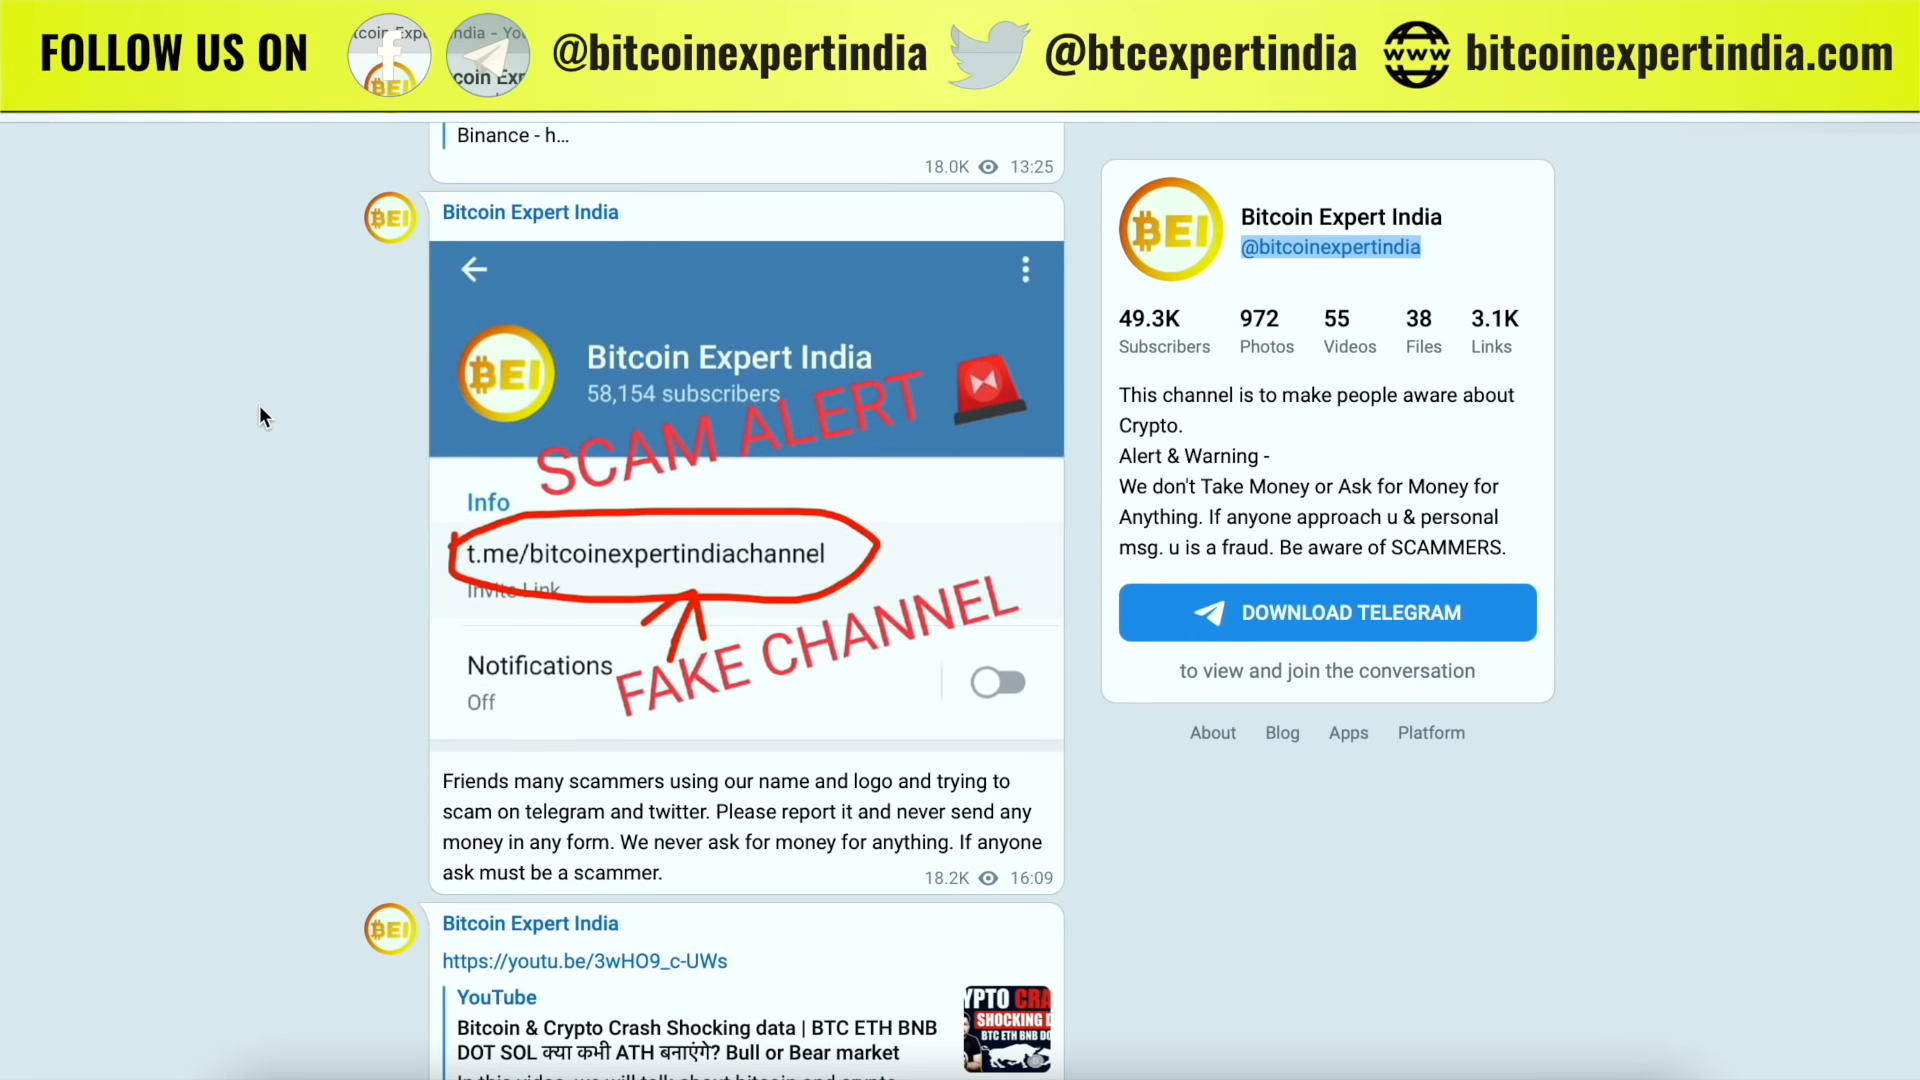 FOLLOW US ON @bitcoinexpertindia @btcexpertindia www bitcoinexpertindia.com
Binance - h...
18.0K 13:25
BEI
Bitcoin Expert India
BEI
Bitcoin Expert India
58,154 subscribers
SCAM ALERT
Info
t.me/bitcoinexpertindiachannel
Invite Link
FAKE CHANNEL
Notifications
Off
Friends many scammers using our name and logo and trying to
scam on telegram and twitter. Please report it and never send any
money in any form. We never ask for money for anything. If anyone
ask must be a scammer.
18.2K 16:09
BEI
Bitcoin Expert India
https://youtu.be/3wHO9_c-UWs
YouTube
Bitcoin & Crypto Crash Shocking data | BTC ETH BNB
DOT SOL क्या कभी ATH बनाएंगे? Bull or Bear market
BEI
Bitcoin Expert India
@bitcoinexpertindia
49.3K 972 55 38 3.1K
Subscribers Photos Videos Files Links
This channel is to make people aware about
Crypto.
Alert & Warning -
We don't Take Money or Ask for Money for
Anything. If anyone approach u & personal
msg. u is a fraud. Be aware of SCAMMERS.
DOWNLOAD TELEGRAM
to view and join the conversation
About Blog Apps Platform